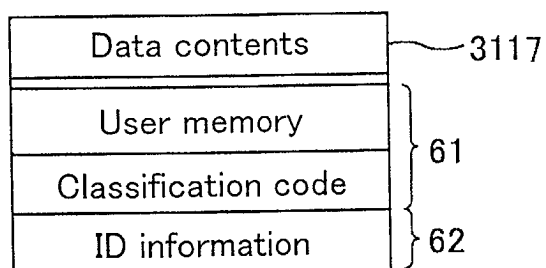 Data contents 3117
User memory
61
Classification code
ID information 62